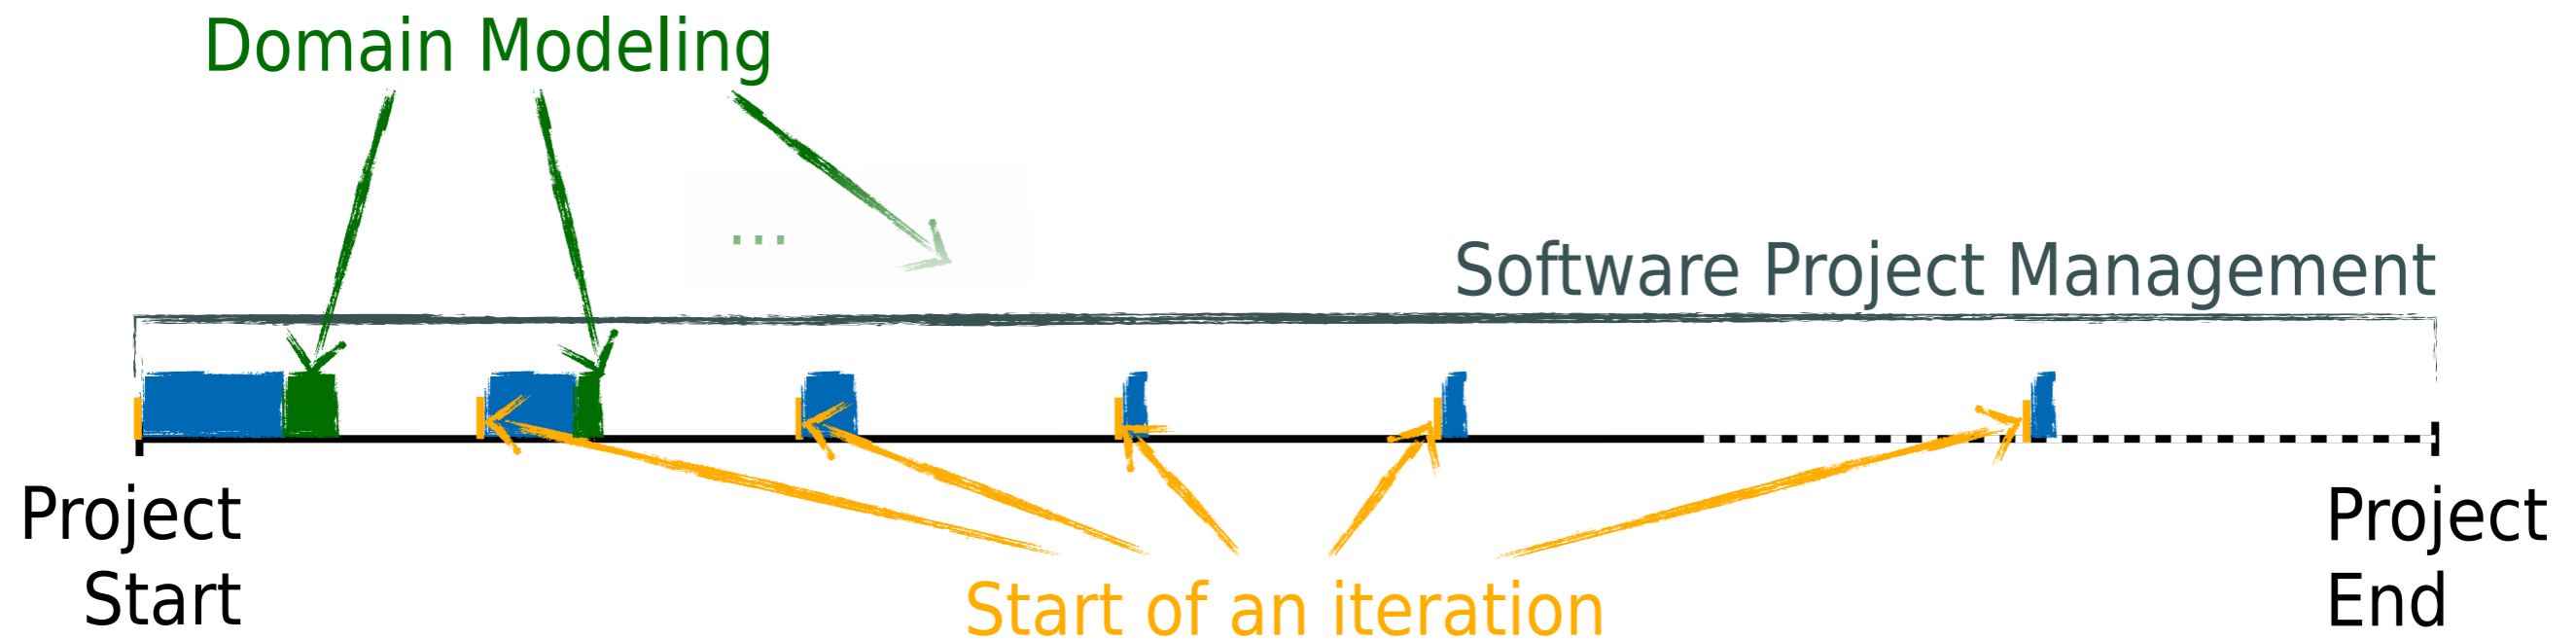 Domain Modeling
...
Software Project Management
Project
Start
Project
End
Start of an iteration